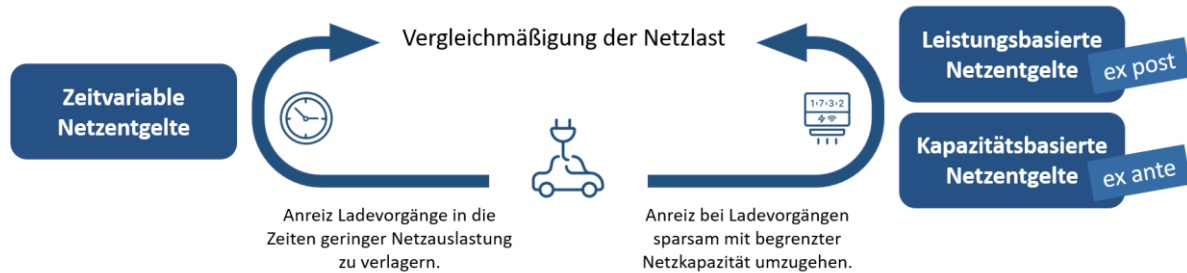 Vergleichmäßigung der Netzlast
Zeitvariable
Netzentgelte
Leistungsbasierte
Netzentgelte
ex post
1·7·3·2
Kapazitätsbasierte
Netzentgelte
ex ante
Anreiz Ladevorgänge in die
Zeiten geringer Netzauslastung
zu verlagern.
Anreiz bei Ladevorgängen
sparsam mit begrenzter
Netzkapazität umzugehen.